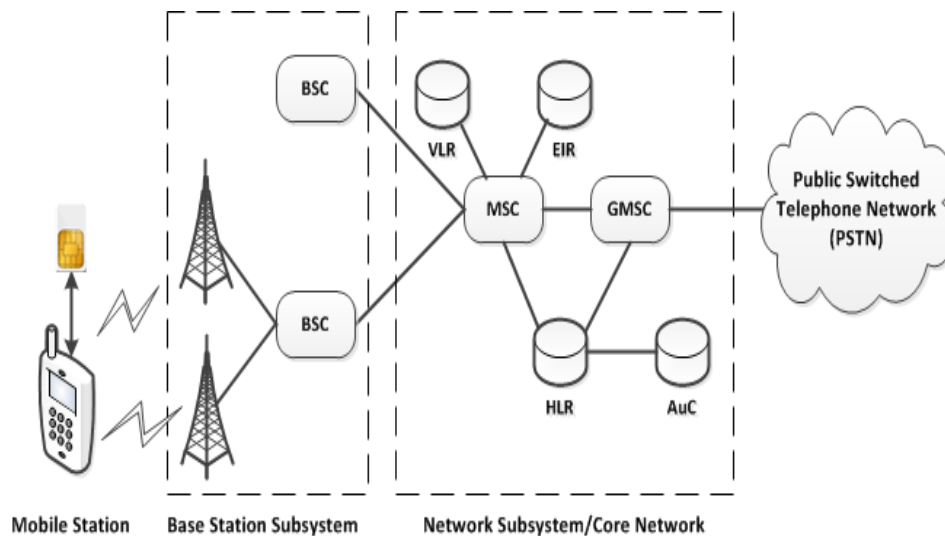 BSC
VLR
EIR
MSC
GMSC
Public Switched
Telephone Network
(PSTN)
BSC
HLR
AuC
Mobile Station
Base Station Subsystem
Network Subsystem/Core Network